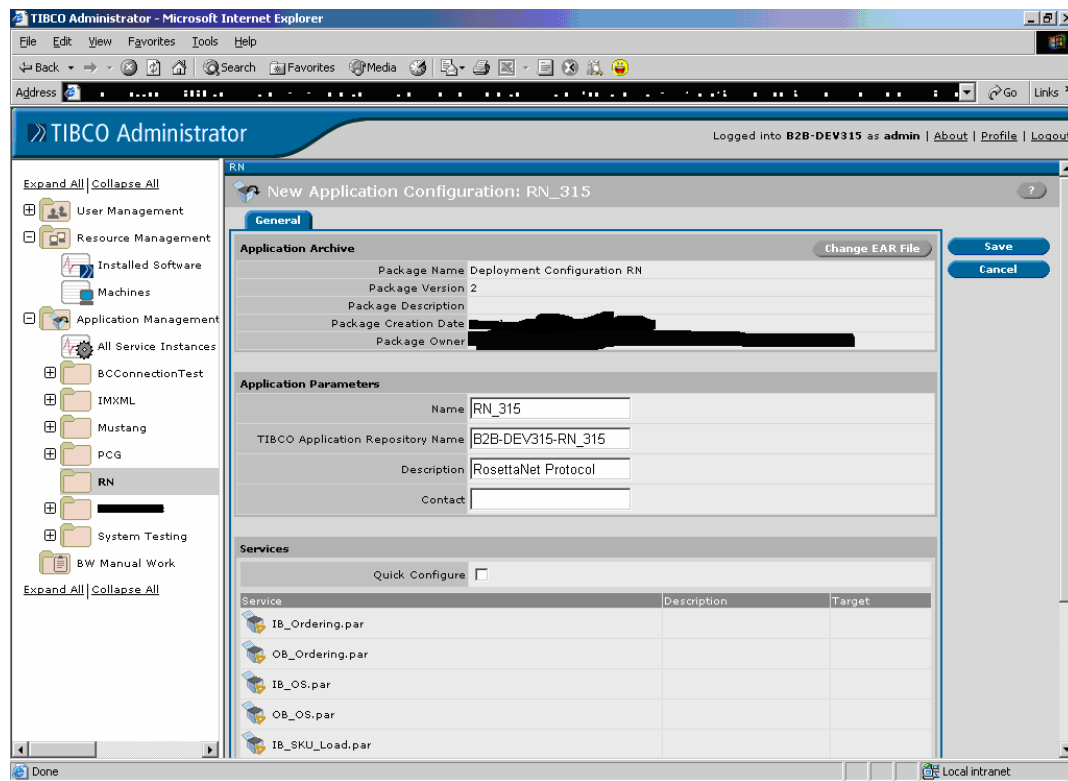 TIBCO Administrator - Microsoft Internet Explorer
File Edit View Favorites Tools Help
Back Search Favorites Media
Address Go Links
TIBCO Administrator
Logged into B2B-DEV315 as admin | About | Profile | Logout
Expand All | Collapse All
User Management
Resource Management
Installed Software
Machines
Application Management
All Service Instances
BCConnectionTest
IMXML
Mustang
PCG
RN
System Testing
BW Manual Work
Expand All | Collapse All
RN
New Application Configuration: RN_315
?
General
Application Archive
Change EAR File
Package Name Deployment Configuration RN
Package Version 2
Package Description
Package Creation Date
Package Owner
Save
Cancel
Application Parameters
Name RN_315
TIBCO Application Repository Name B2B-DEV315-RN_315
Description RosettaNet Protocol
Contact
Services
Quick Configure
Service Description Target
IB_Ordering.par
OB_Ordering.par
IB_OS.par
OB_OS.par
IB_SKU_Load.par
Done
Local intranet